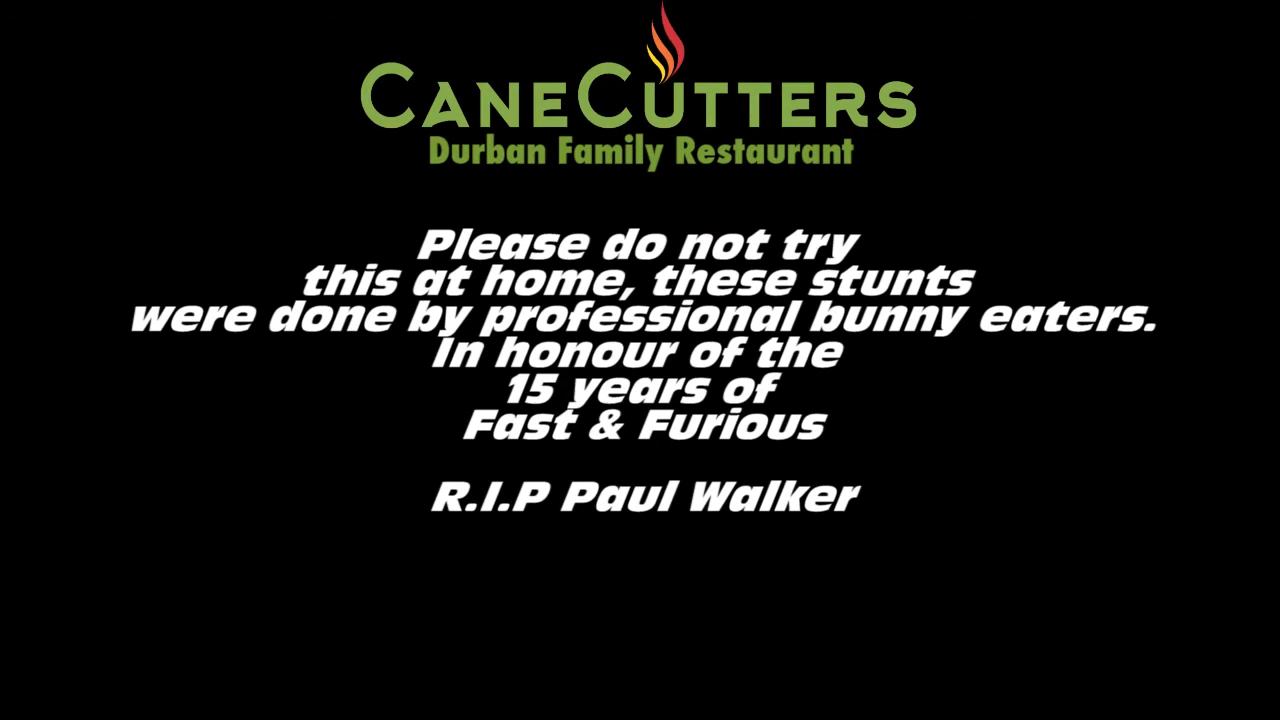 CANECUTTERS
Durban Family Restaurant
Please do not try
this at home, these stunts
were done by professional bunny eaters.
In honour of the
15 years of
Fast & Furious
R.I.P Paul Walker